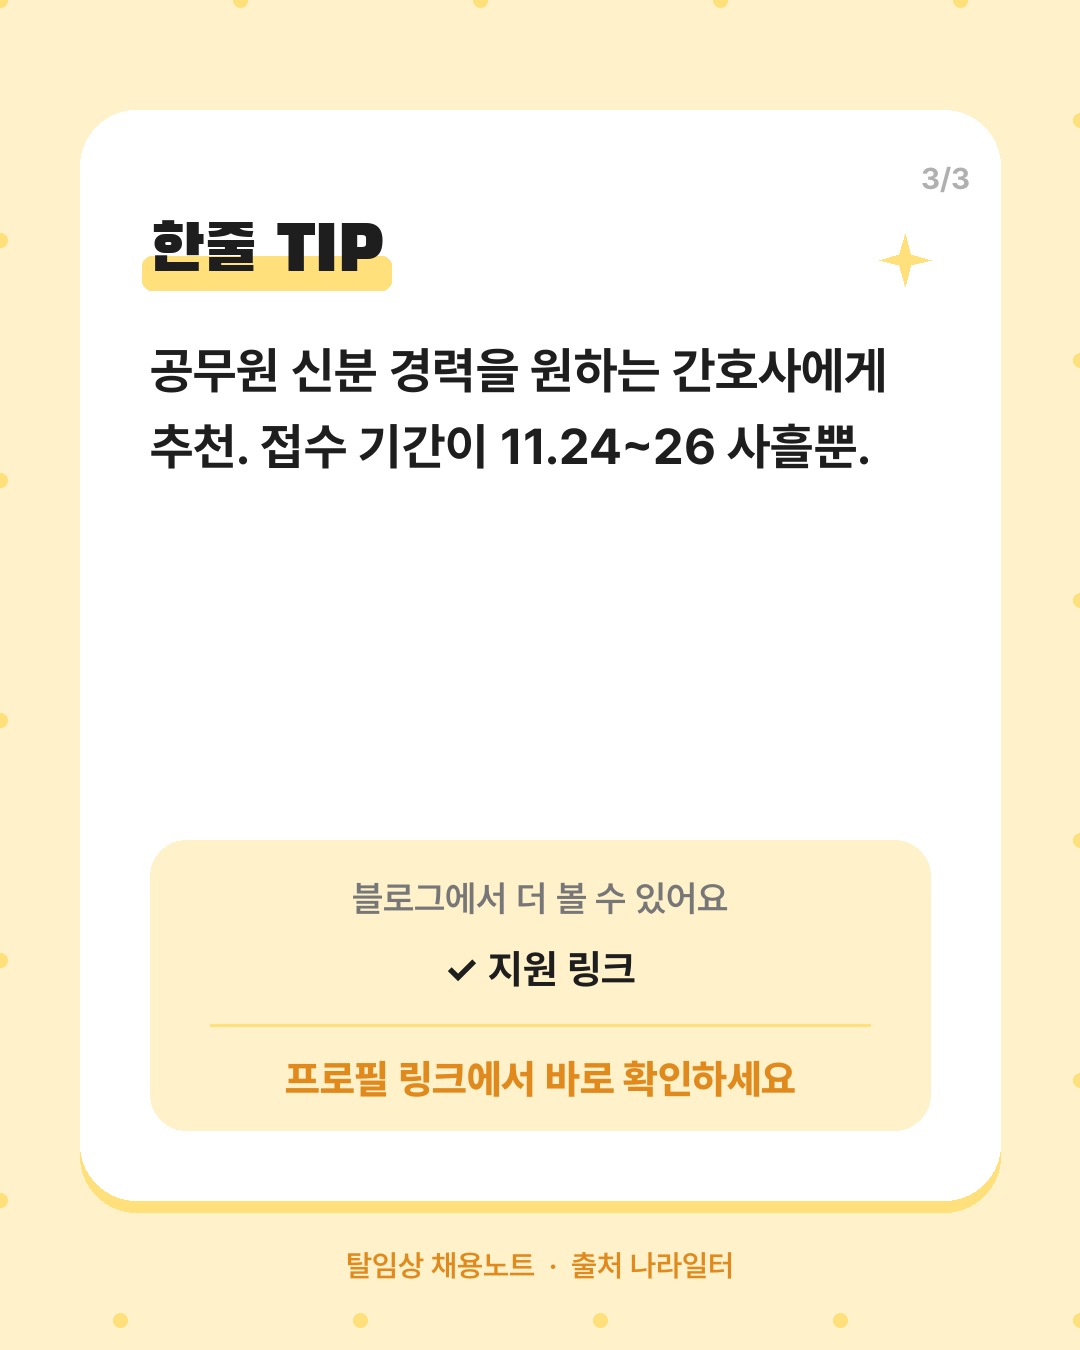 3/3
한줄 TIP
공무원 신분 경력을 원하는 간호사에게
추천. 접수 기간이 11.24~26 사흘뿐.
블로그에서 더 볼 수 있어요
✓ 지원 링크
프로필 링크에서 바로 확인하세요
탈임상 채용노트 · 출처 나라일터